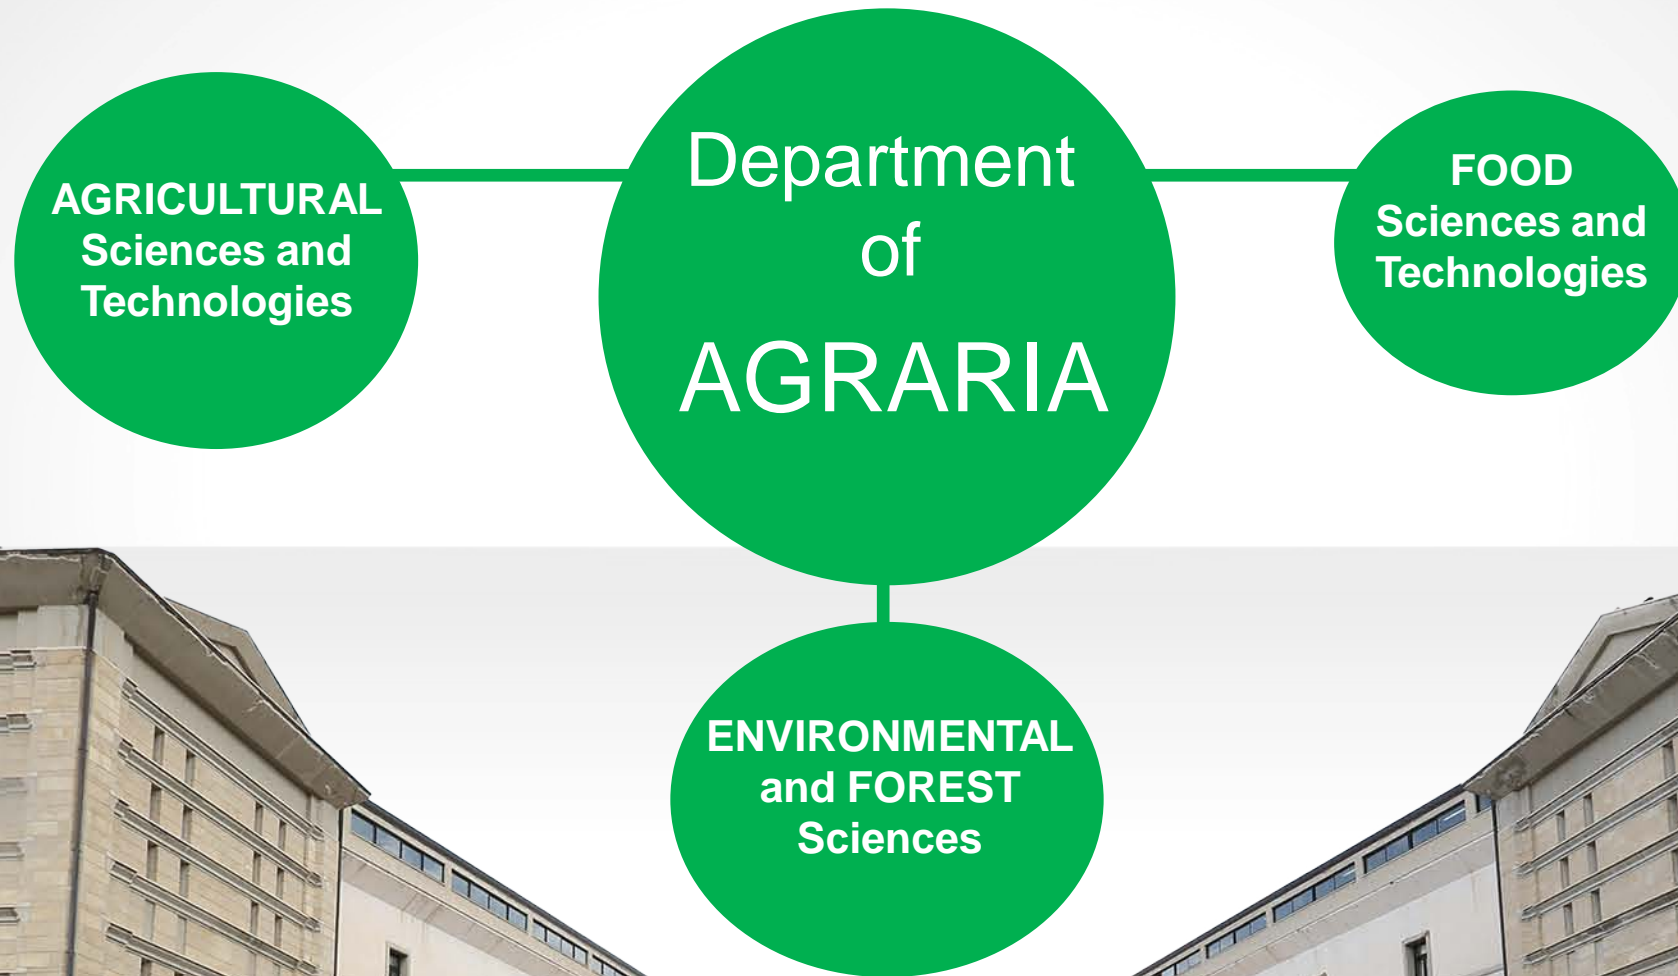 Department
of
AGRARIA
AGRICULTURAL
Sciences and
Technologies
FOOD
Sciences and
Technologies
ENVIRONMENTAL
and FOREST
Sciences